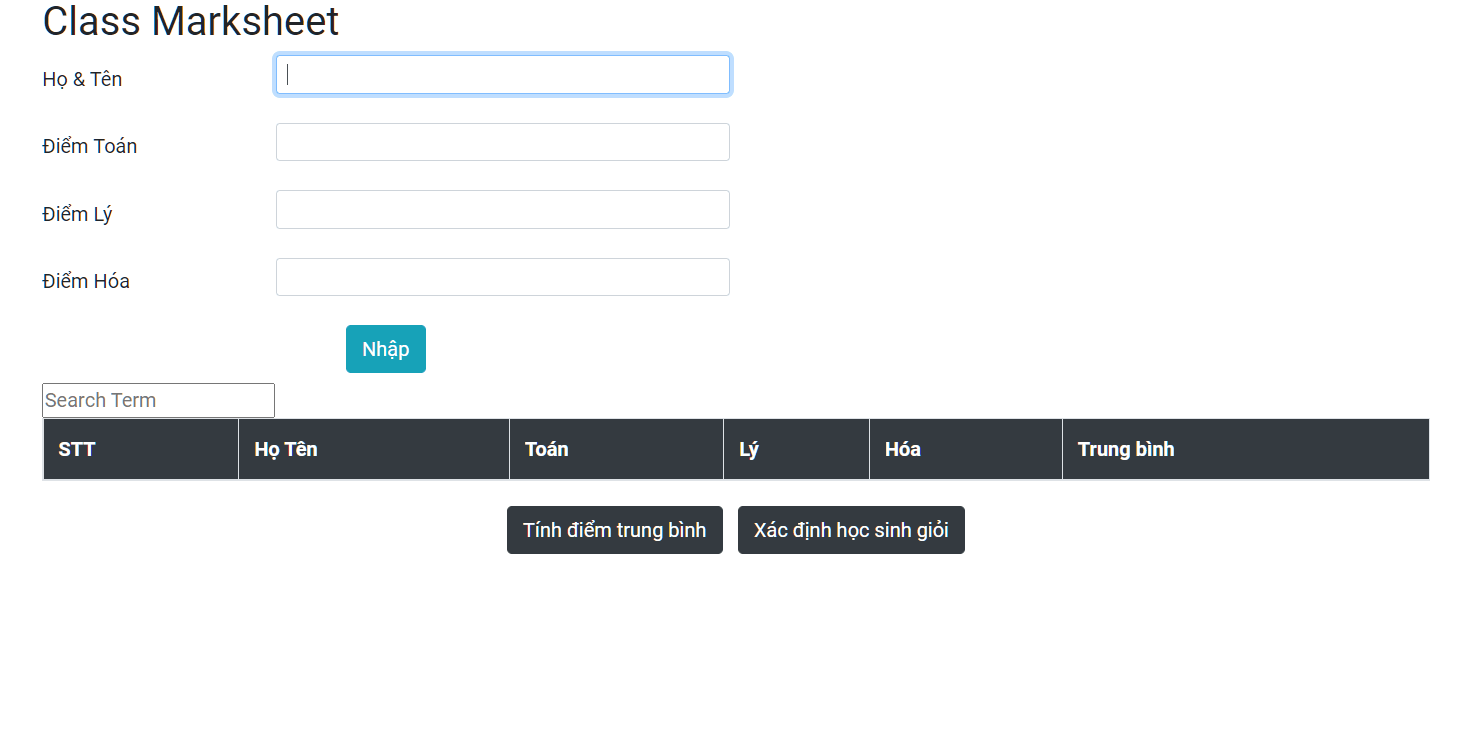 Class Marksheet
Họ & Tên
Điểm Toán
Điểm Lý
Điểm Hóa
Nhập
Search Term
STT Họ Tên Toán Lý Hóa Trung bình
Tính điểm trung bình Xác định học sinh giỏi